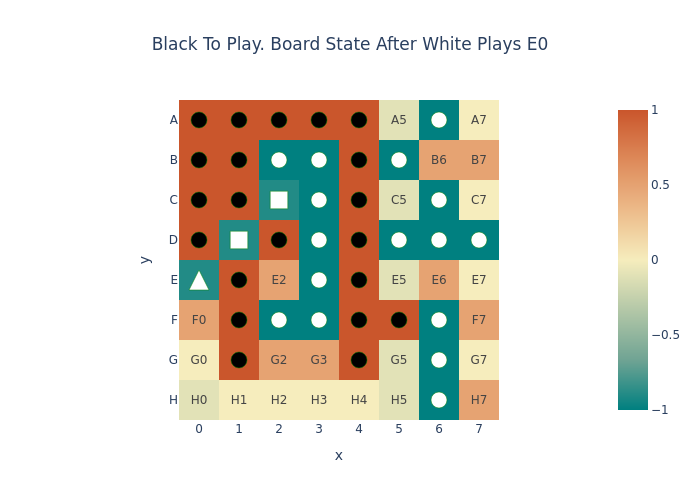 Black To Play. Board State After White Plays E0
A A5 A7
B B6 B7
C C5 C7
D
E E2 E5 E6 E7
F F0 F7
G G0 G2 G3 G5 G7
H H0 H1 H2 H3 H4 H5 H7
0 1 2 3 4 5 6 7
x
y
1
0.5
0
−0.5
−1